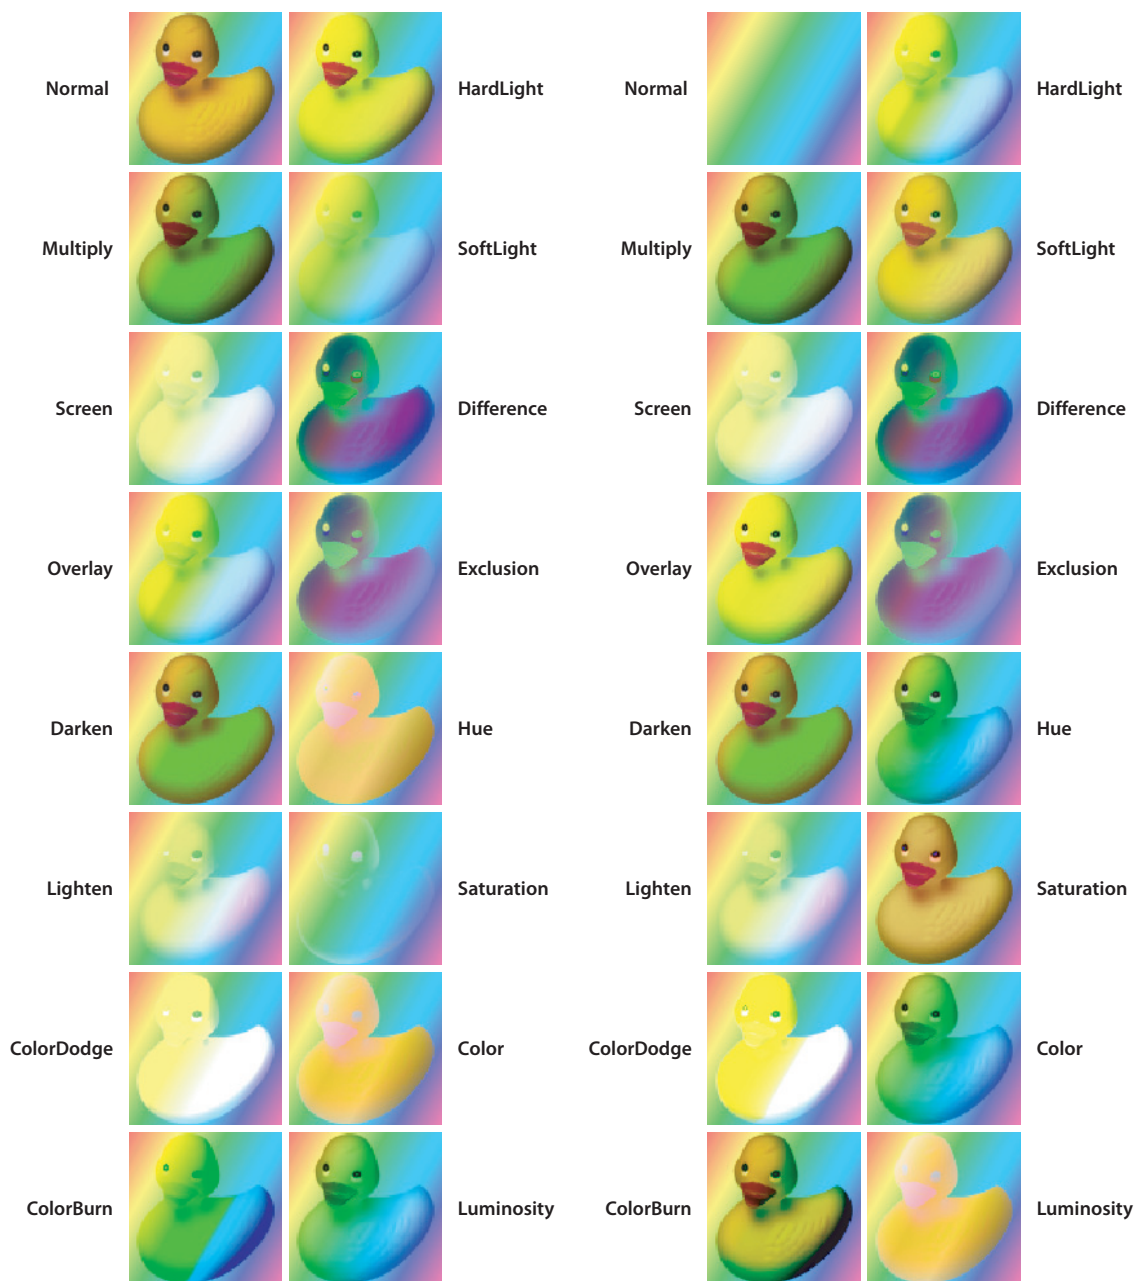 Normal HardLight Normal HardLight
Multiply SoftLight Multiply SoftLight
Screen Difference Screen Difference
Overlay Exclusion Overlay Exclusion
Darken Hue Darken Hue
Lighten Saturation Lighten Saturation
ColorDodge Color ColorDodge Color
ColorBurn Luminosity ColorBurn Luminosity